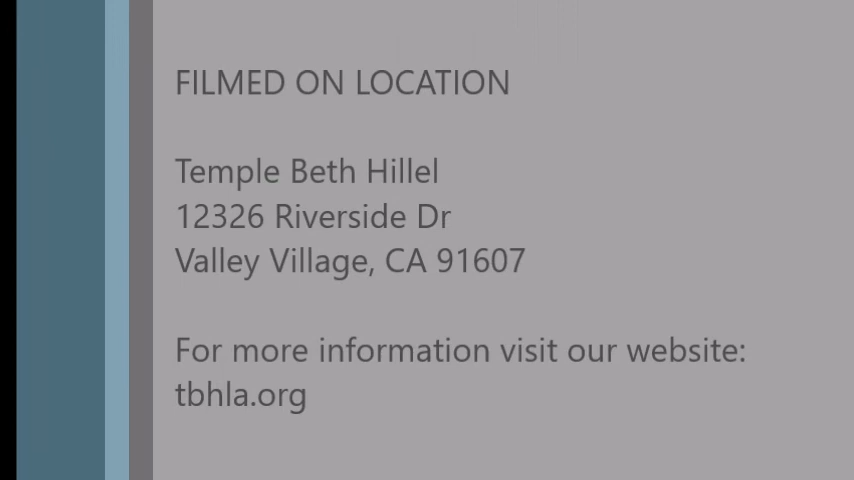 FILMED ON LOCATION
Temple Beth Hillel
12326 Riverside Dr
Valley Village, CA 91607
For more information visit our website:
tbhla.org